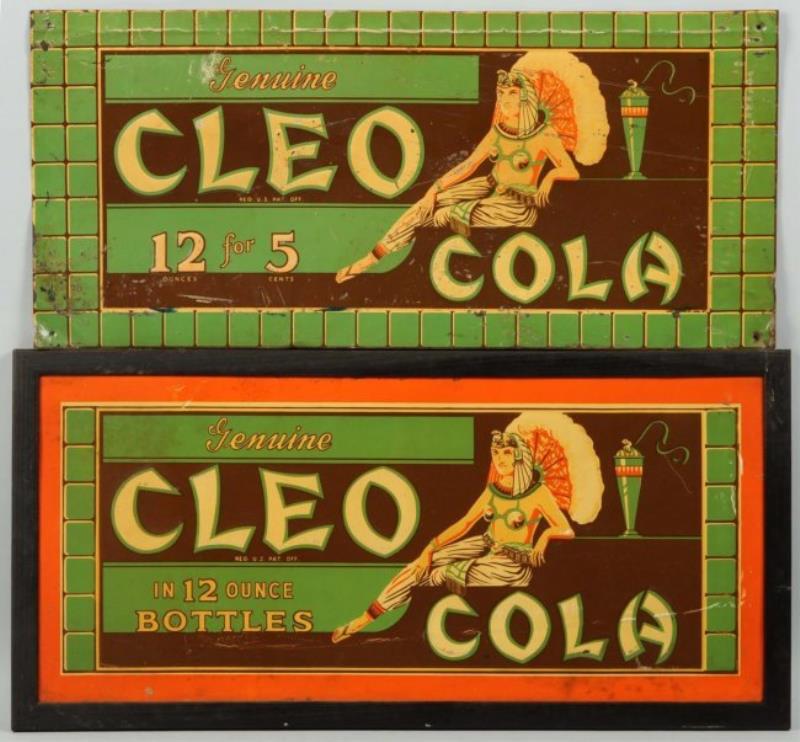 Genuine
CLEO
REG. U.S. PAT. OFF.
12 for 5
OUNCES CENTS
COLA
Genuine
CLEO
REG. U.S. PAT. OFF.
IN 12 OUNCE
BOTTLES
COLA